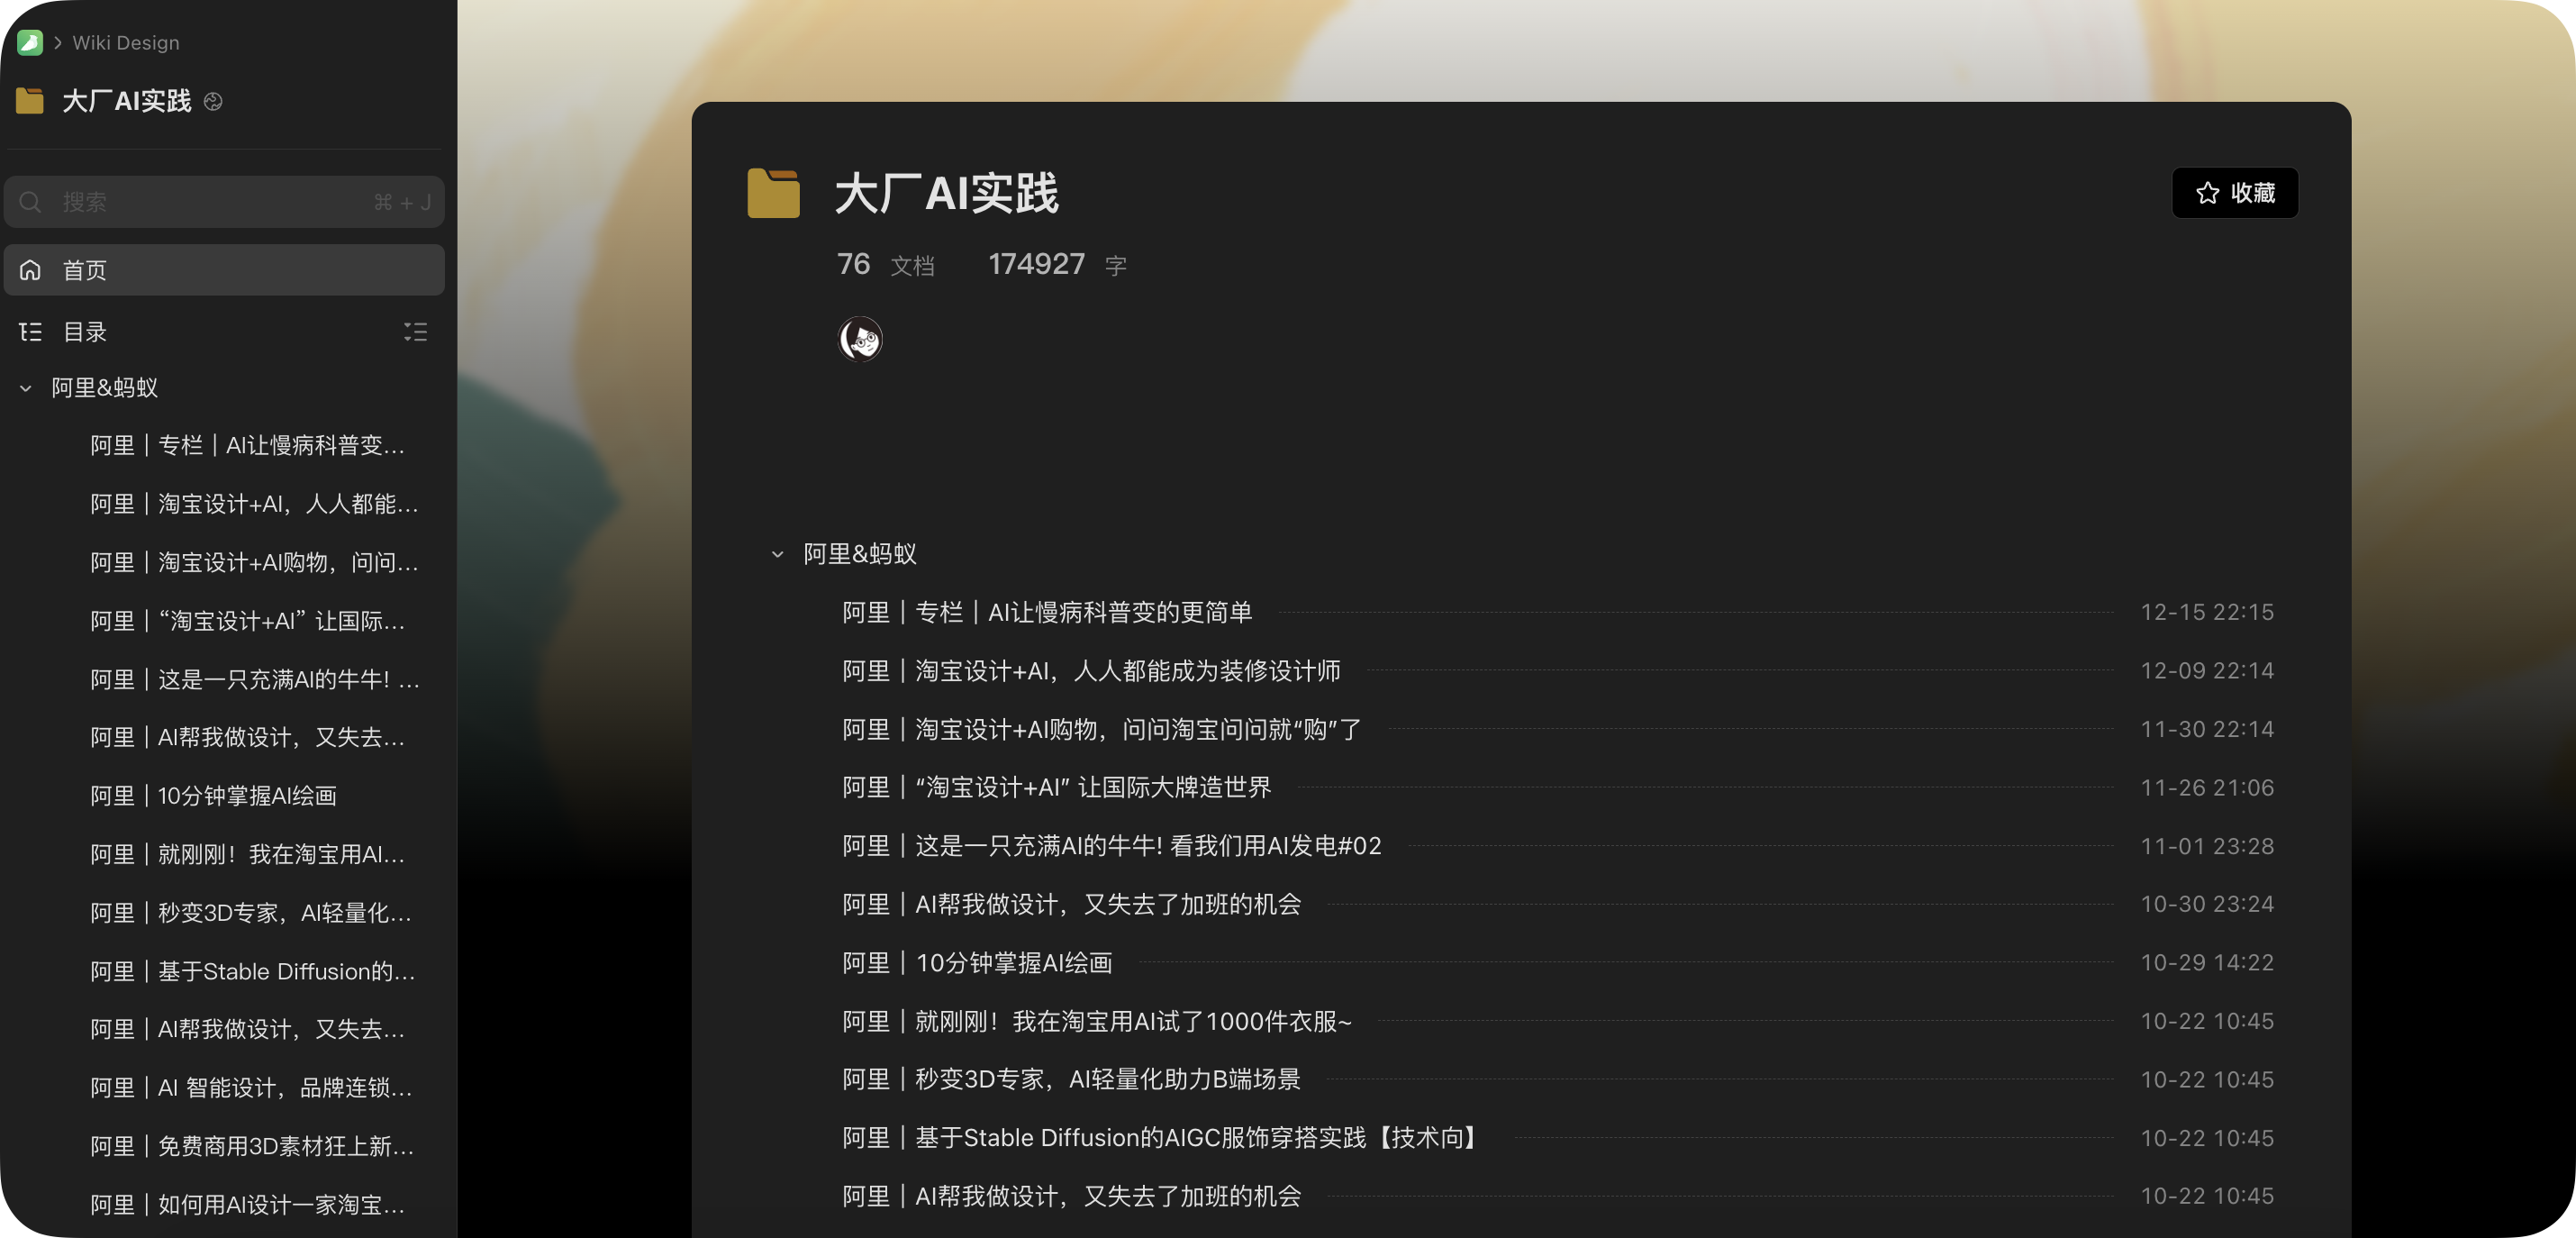 Wiki Design
大厂AI实践
搜索 ⌘ + J
首页
目录
阿里&蚂蚁
阿里｜专栏｜AI让慢病科普变...
阿里｜淘宝设计+AI，人人都能...
阿里｜淘宝设计+AI购物，问问...
阿里｜“淘宝设计+AI” 让国际...
阿里｜这是一只充满AI的牛牛! ...
阿里｜AI帮我做设计，又失去...
阿里｜10分钟掌握AI绘画
阿里｜就刚刚！我在淘宝用AI...
阿里｜秒变3D专家，AI轻量化...
阿里｜基于Stable Diffusion的...
阿里｜AI帮我做设计，又失去...
阿里｜AI 智能设计，品牌连锁...
阿里｜免费商用3D素材狂上新...
阿里｜如何用AI设计一家淘宝...
大厂AI实践
收藏
76 文档 174927 字
阿里&蚂蚁
阿里｜专栏｜AI让慢病科普变的更简单 12-15 22:15
阿里｜淘宝设计+AI，人人都能成为装修设计师 12-09 22:14
阿里｜淘宝设计+AI购物，问问淘宝问问就“购”了 11-30 22:14
阿里｜“淘宝设计+AI” 让国际大牌造世界 11-26 21:06
阿里｜这是一只充满AI的牛牛! 看我们用AI发电#02 11-01 23:28
阿里｜AI帮我做设计，又失去了加班的机会 10-30 23:24
阿里｜10分钟掌握AI绘画 10-29 14:22
阿里｜就刚刚！我在淘宝用AI试了1000件衣服~ 10-22 10:45
阿里｜秒变3D专家，AI轻量化助力B端场景 10-22 10:45
阿里｜基于Stable Diffusion的AIGC服饰穿搭实践【技术向】 10-22 10:45
阿里｜AI帮我做设计，又失去了加班的机会 10-22 10:45